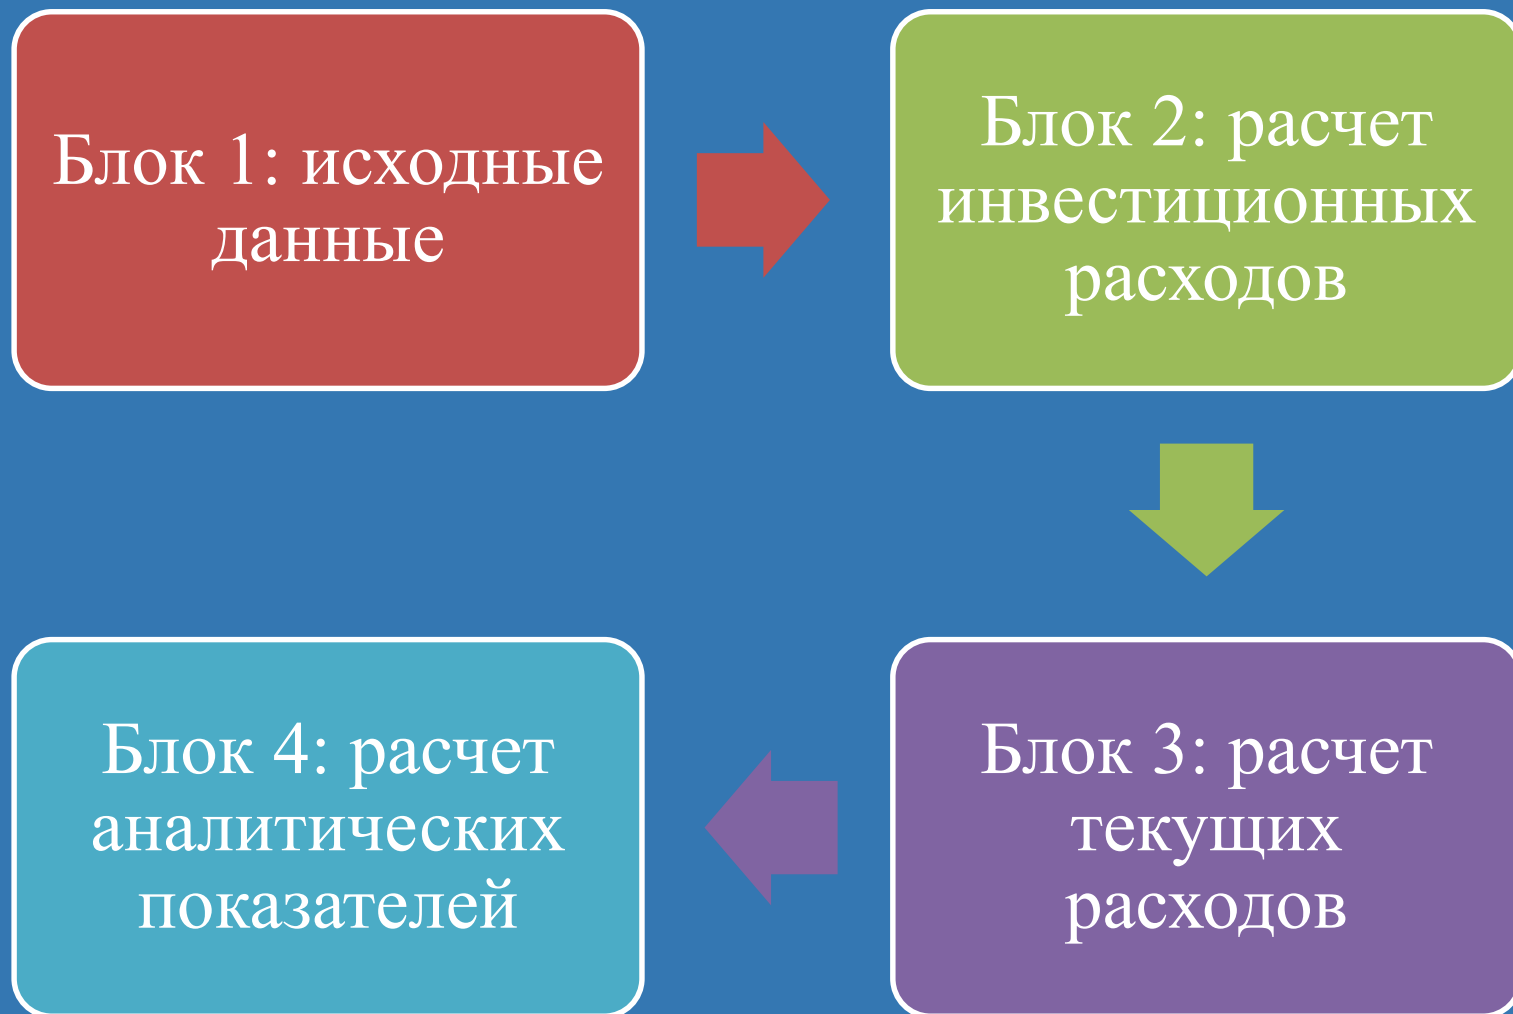 Блок 1: исходные
данные
Блок 2: расчет
инвестиционных
расходов
Блок 3: расчет
текущих
расходов
Блок 4: расчет
аналитических
показателей